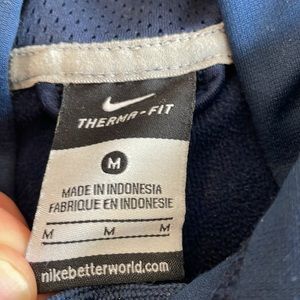 THERMA-FIT
M
MADE IN INDONESIA
FABRIQUE EN INDONESIE
M M M
nikebetterworld.com